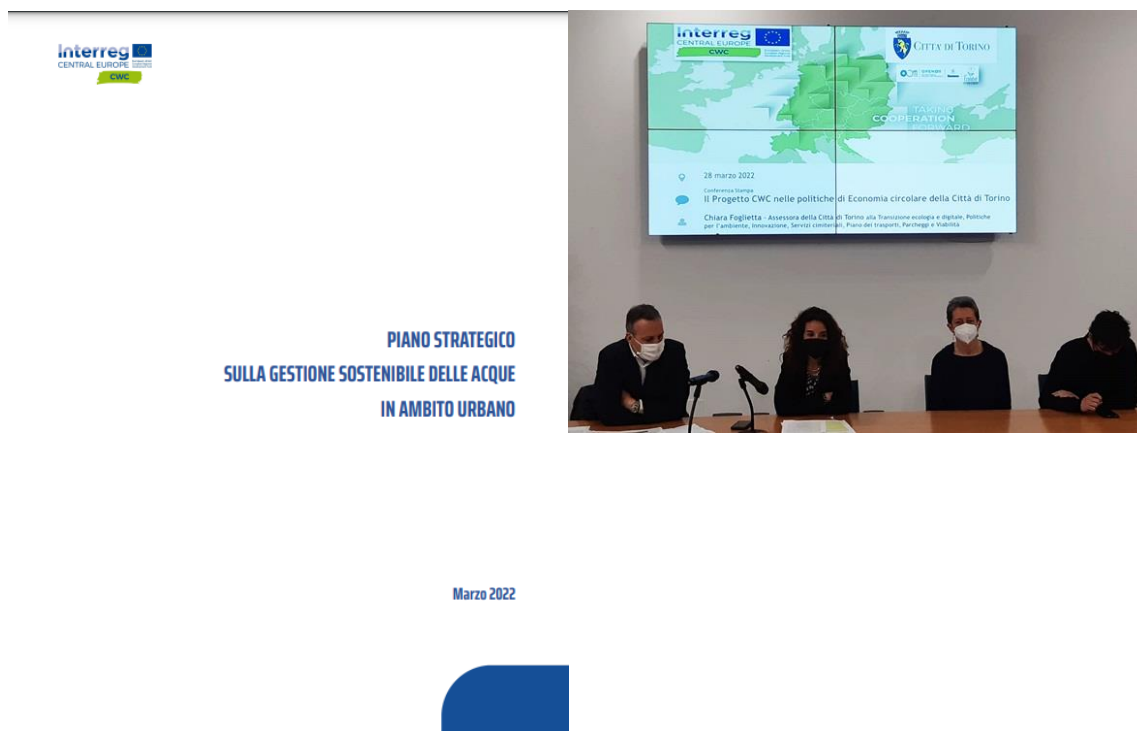 Interreg
CENTRAL EUROPE
CWC
PIANO STRATEGICO
SULLA GESTIONE SOSTENIBILE DELLE ACQUE
IN AMBITO URBANO
Marzo 2022
Interreg
CENTRAL EUROPE
CWC
CITTA' DI TORINO
TAKING
COOPERATION
FORWARD
28 marzo 2022
Conferenza Stampa
Il Progetto CWC nelle politiche di Economia circolare della Città di Torino
Chiara Foglietta - Assessora della Città di Torino alla Transizione ecologica e digitale, Politiche
per l'ambiente, Innovazione, Servizi cimiteriali, Piano dei trasporti, Parcheggi e Viabilità